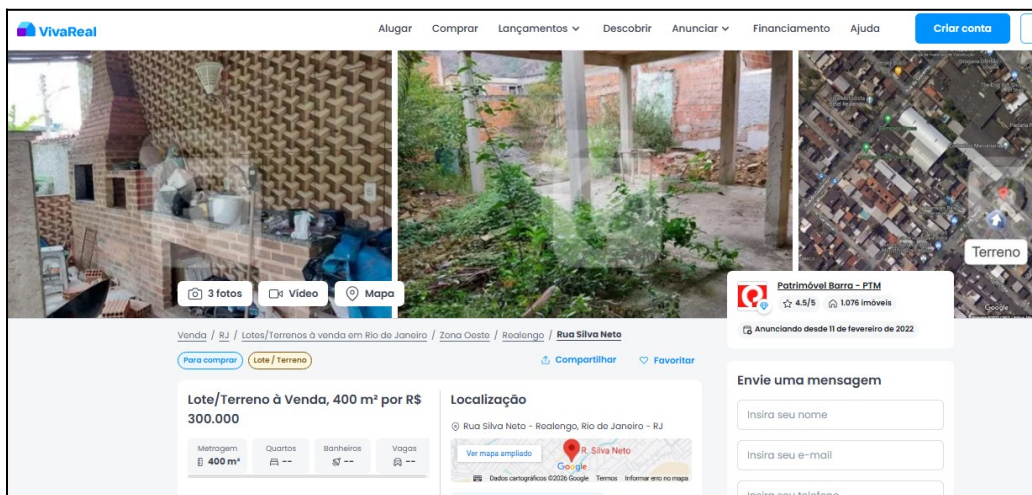 VivaReal
Alugar Comprar Lançamentos Descobrir Anunciar Financiamento Ajuda Criar conta
Terreno
Google
3 fotos Vídeo Mapa
Patrimóvel Barra - PTM
4.5/5 1.076 imóveis
Anunciando desde 11 de fevereiro de 2022
Venda / RJ / Lotes/Terrenos à venda em Rio de Janeiro / Zona Oeste / Realengo / Rua Silva Neto
Para comprar Lote / Terreno Compartilhar Favoritar
Lote/Terreno à Venda, 400 m² por R$
300.000
Metragem Quartos Banheiros Vagas
400 m² -- -- --
Localização
Rua Silva Neto - Realengo, Rio de Janeiro - RJ
Ver mapa ampliado
R. Silva Neto
Google
Dados cartográficos ©2026 Google Termos Informar erro no mapa
Envie uma mensagem
Insira seu nome
Insira seu e-mail
Insira seu telefone